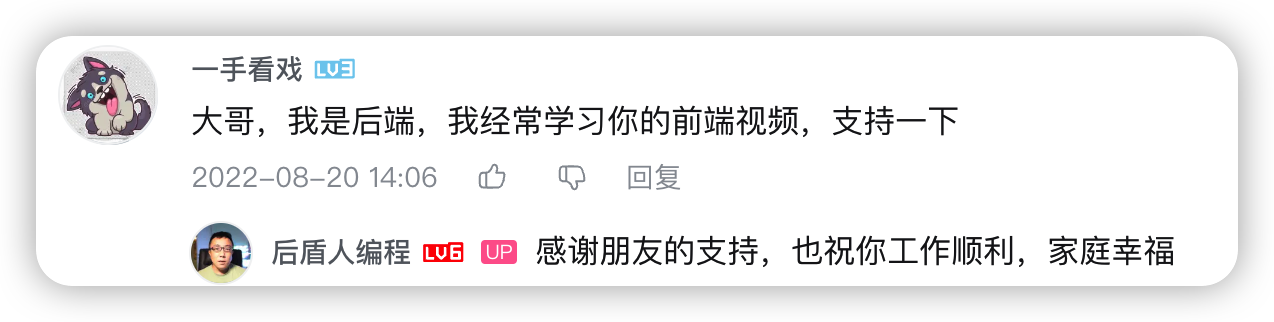 一手看戏 LV3
大哥，我是后端，我经常学习你的前端视频，支持一下
2022-08-20 14:06 回复
后盾人编程 LV6 UP 感谢朋友的支持，也祝你工作顺利，家庭幸福